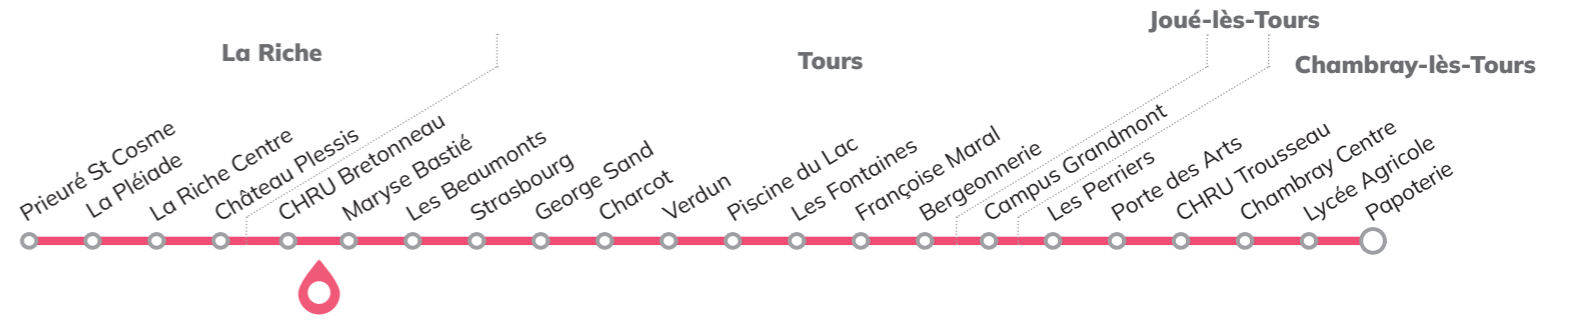 La Riche
Tours
Joué-lès-Tours
Chambray-lès-Tours
Prieuré St Cosme
La Pléiade
La Riche Centre
Château Plessis
CHRU Bretonneau
Maryse Bastié
Les Beaumonts
Strasbourg
George Sand
Charcot
Verdun
Piscine du Lac
Les Fontaines
Françoise Maral
Bergeonnerie
Campus Grandmont
Les Perriers
Porte des Arts
CHRU Trousseau
Chambray Centre
Lycée Agricole
Papoterie